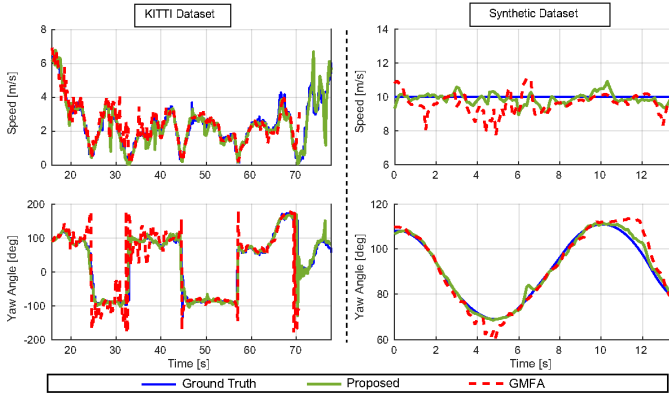 KITTI Dataset
Synthetic Dataset
Speed [m/s]
8
6
4
2
0
20 30 40 50 60 70
Speed [m/s]
14
12
10
8
6
0 2 4 6 8 10 12
Yaw Angle [deg]
200
100
0
-100
-200
20 30 40 50 60 70
Time [s]
Yaw Angle [deg]
120
100
80
60
0 2 4 6 8 10 12
Time [s]
Ground Truth Proposed GMFA